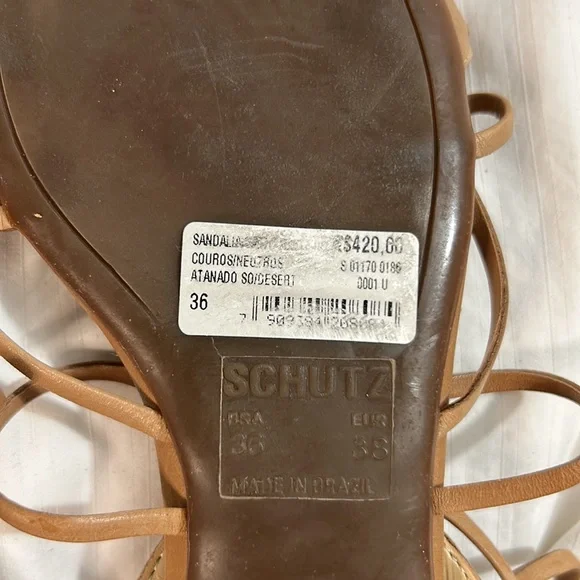 SANDALIA R$420,00
COUROS/NEUTROS S 01170 0186
ATANADO SO/DESERT 0001 U
36
SCHUTZ
BRA EUR
36 38
MADE IN BRAZIL